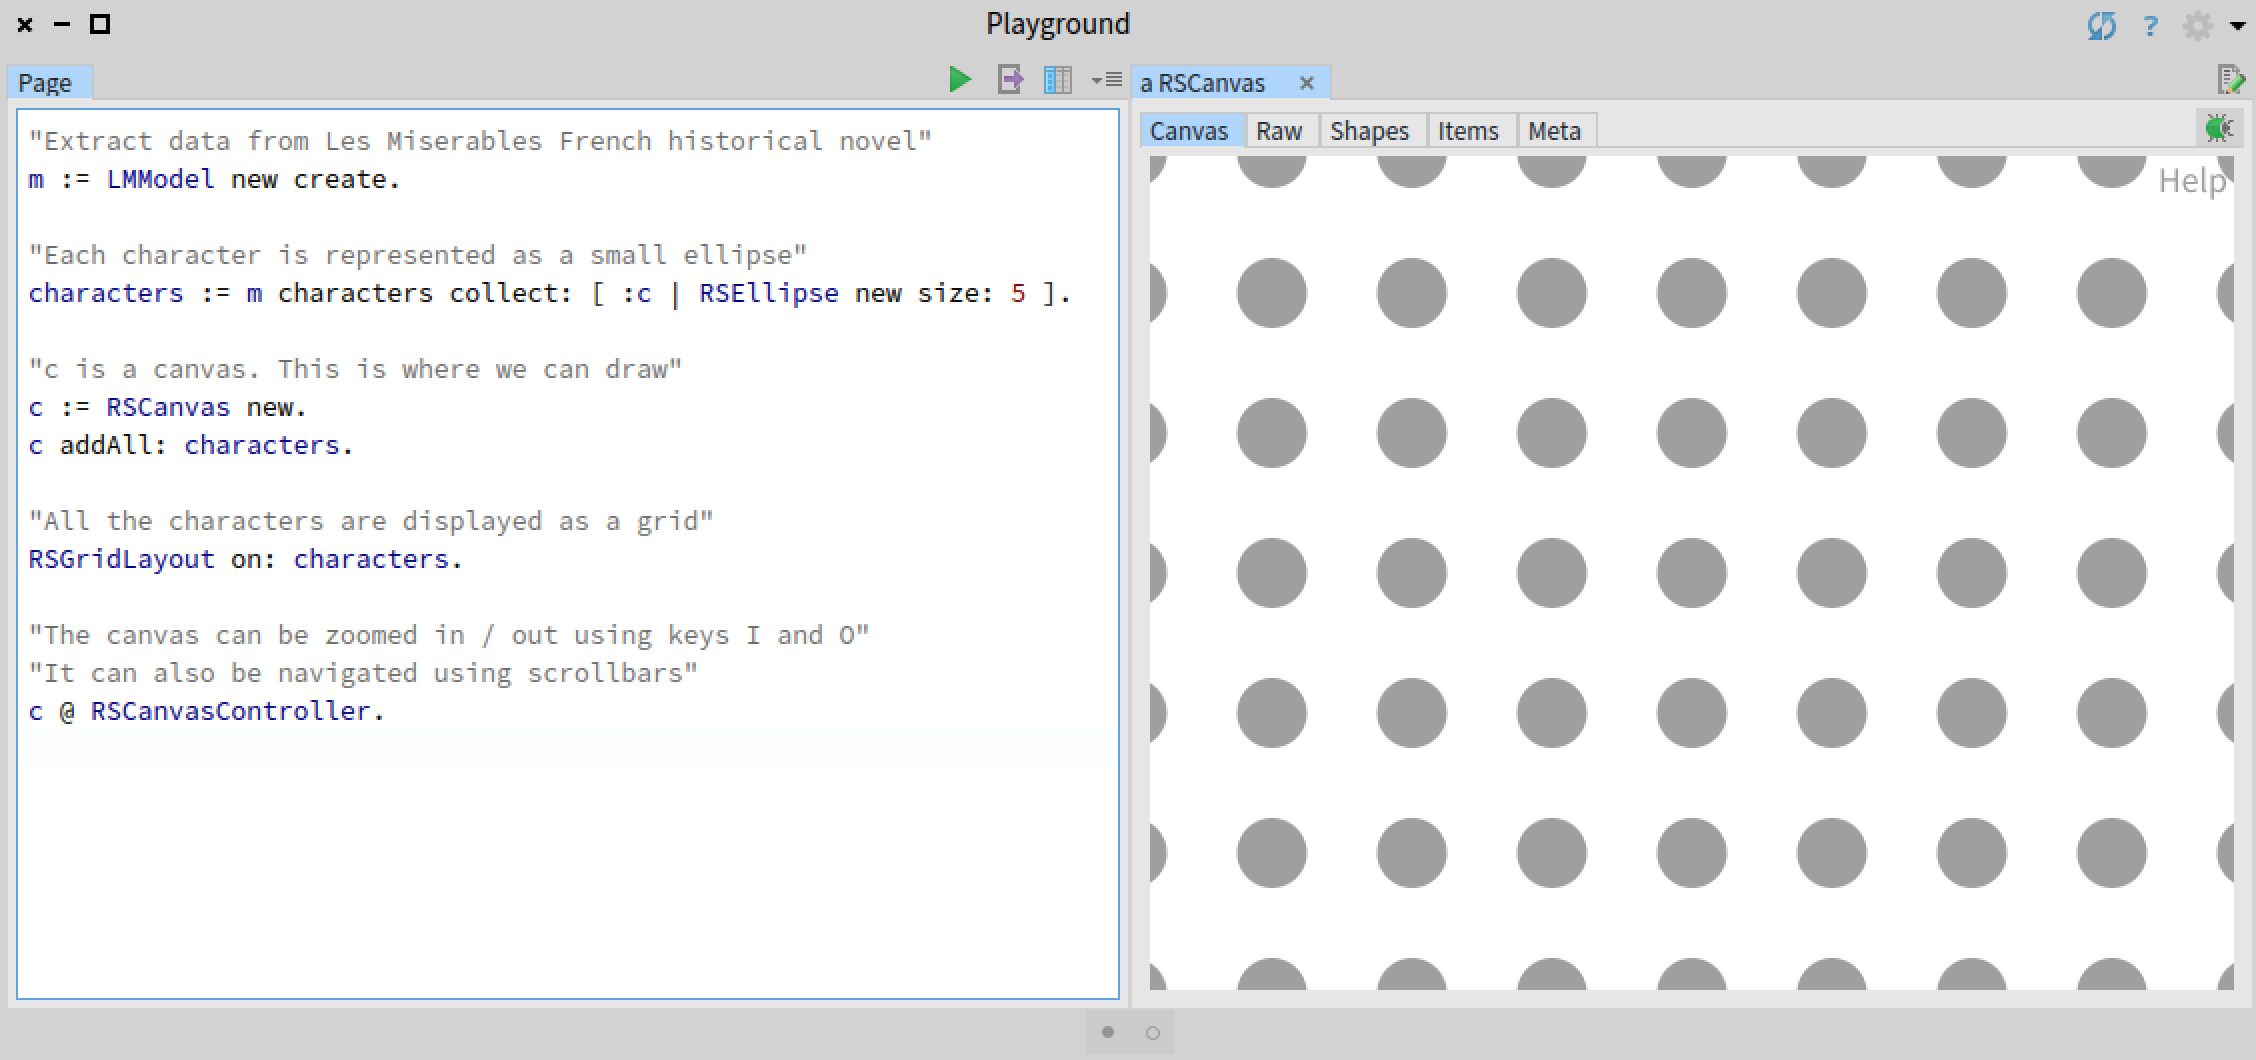 Playground
?
Page
a RSCanvas
Canvas Raw Shapes Items Meta
Help
"Extract data from Les Miserables French historical novel"
m := LMModel new create.
"Each character is represented as a small ellipse"
characters := m characters collect: [ :c | RSEllipse new size: 5 ].
"c is a canvas. This is where we can draw"
c := RSCanvas new.
c addAll: characters.
"All the characters are displayed as a grid"
RSGridLayout on: characters.
"The canvas can be zoomed in / out using keys I and O"
"It can also be navigated using scrollbars"
c @ RSCanvasController.